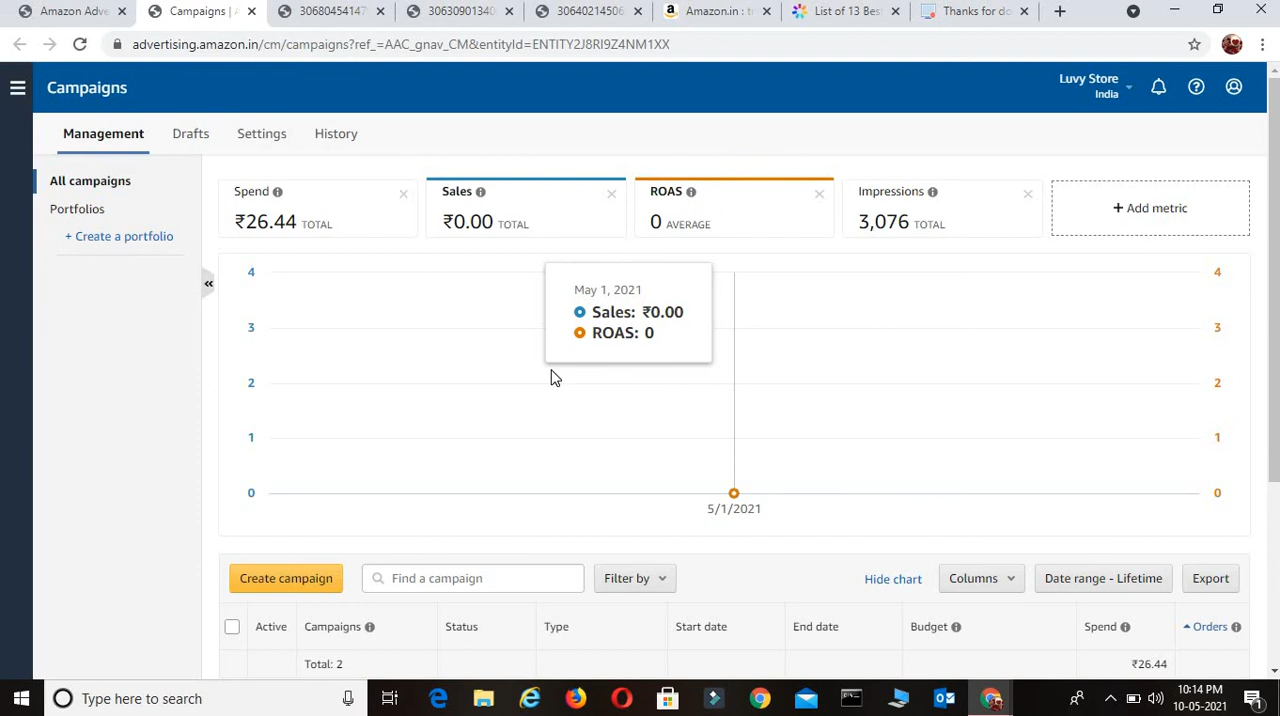 Amazon Adve
Campaigns | A
30680454147
30630901340
30640214506
Amazon.in : t
List of 13 Bes
Thanks for do
advertising.amazon.in/cm/campaigns?ref_=AAC_gnav_CM&entityId=ENTITY2J8RI9Z4NM1XX
Campaigns
Luvy Store
India
Management
Drafts
Settings
History
All campaigns
Portfolios
+ Create a portfolio
«
Spend
₹26.44 TOTAL
Sales
₹0.00 TOTAL
ROAS
0 AVERAGE
Impressions
3,076 TOTAL
+ Add metric
4
3
2
1
0
May 1, 2021
Sales: ₹0.00
ROAS: 0
4
3
2
1
0
5/1/2021
Create campaign
Find a campaign
Filter by
Hide chart
Columns
Date range - Lifetime
Export
Active
Campaigns
Status
Type
Start date
End date
Budget
Spend
Orders
Total: 2
₹26.44
Type here to search
10:14 PM
10-05-2021
1